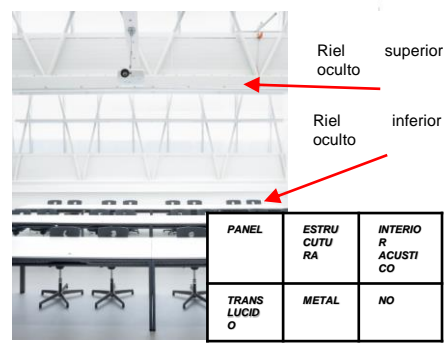 Riel superior
oculto
Riel inferior
oculto
PANEL
ESTRU
CUTU
RA
INTERIO
R
ACUSTI
CO
TRANS
LUCID
O
METAL
NO